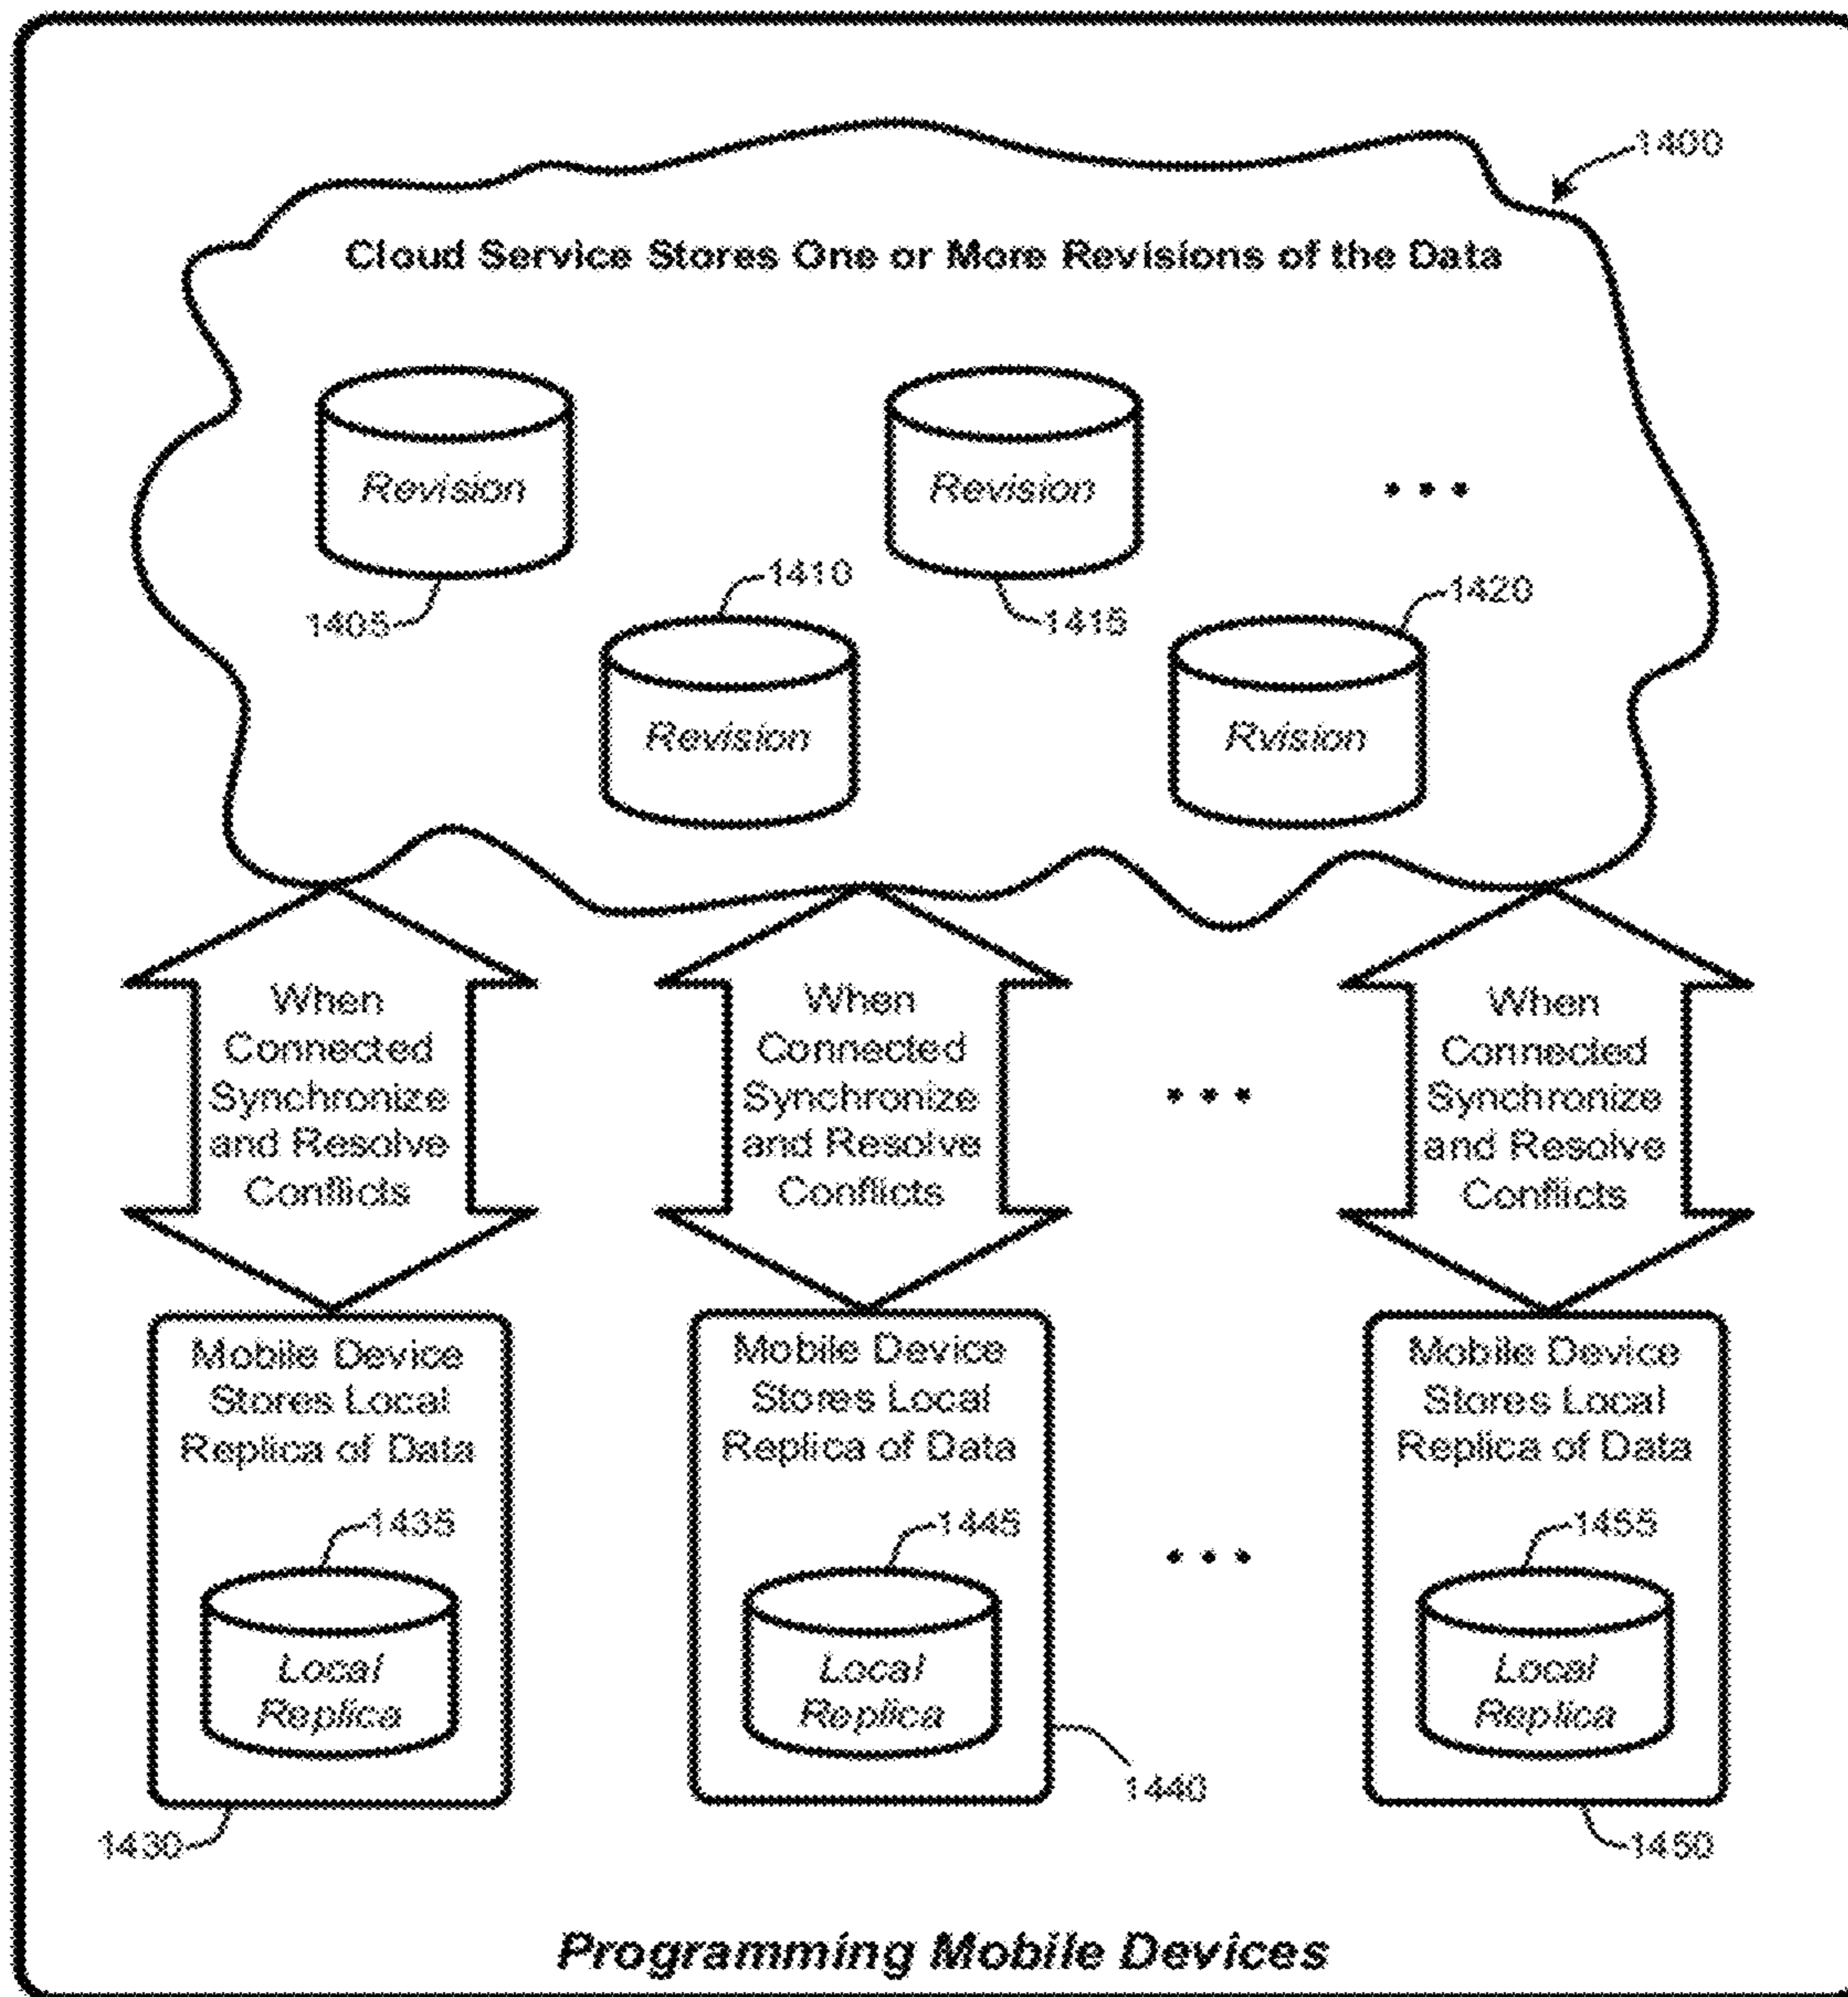 1400
Cloud Service Stores One or More Revisions of the Data
Revision
Revision
• • •
1405
1410
1415
1420
Revision
Rvision
When
Connected
Synchronize
and Resolve
Conflicts
When
Connected
Synchronize
and Resolve
Conflicts
• • •
When
Connected
Synchronize
and Resolve
Conflicts
Mobile Device
Stores Local
Replica of Data
1435
Local
Replica
1430
Mobile Device
Stores Local
Replica of Data
1445
Local
Replica
1440
• • •
Mobile Device
Stores Local
Replica of Data
1455
Local
Replica
1450
Programming Mobile Devices